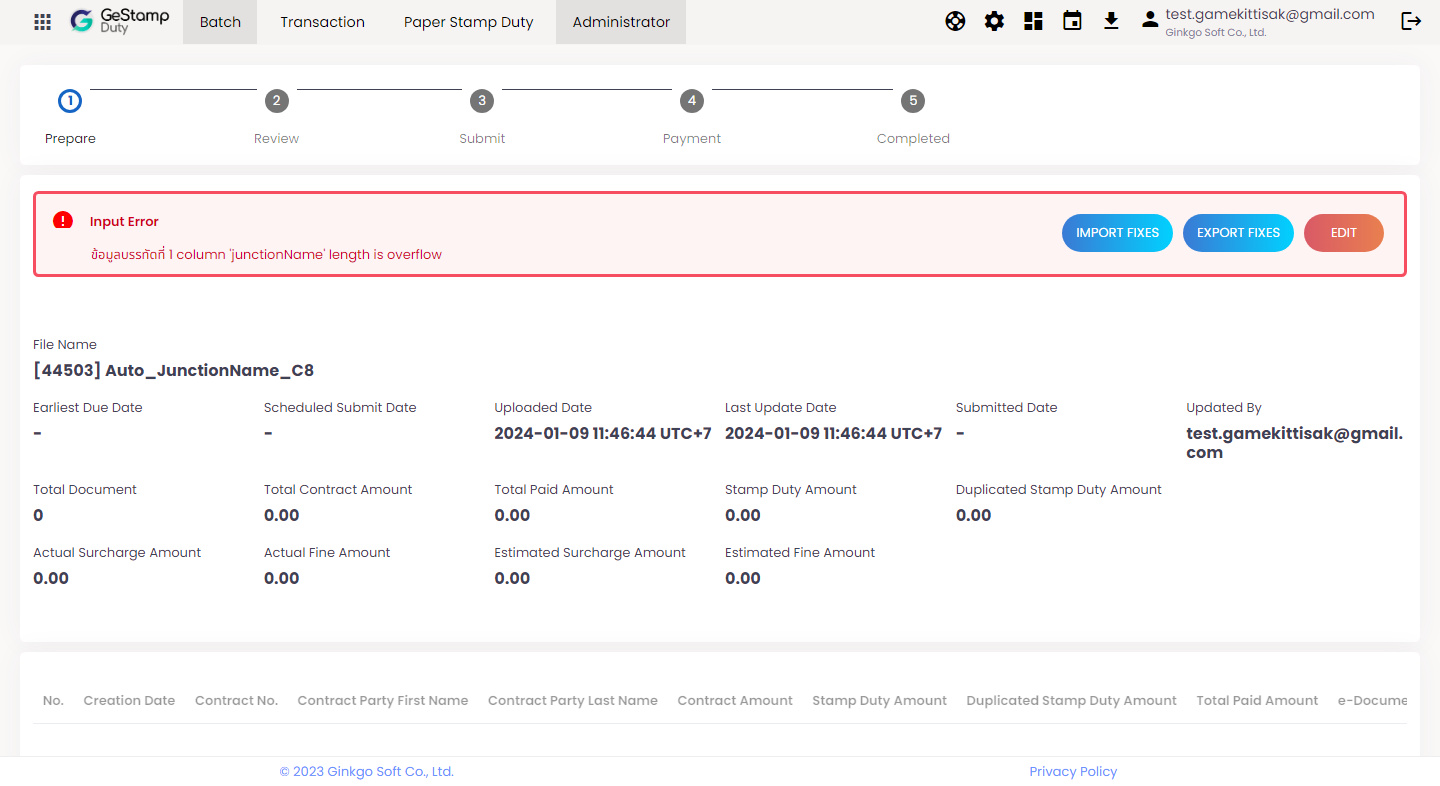 GeStamp
Duty
Batch
Transaction
Paper Stamp Duty
Administrator
test.gamekittisak@gmail.com
Ginkgo Soft Co., Ltd.
1
2
3
4
5
Prepare
Review
Submit
Payment
Completed
Input Error
ข้อมูลบรรทัดที่ 1 column 'junctionName' length is overflow
IMPORT FIXES
EXPORT FIXES
EDIT
File Name
[44503] Auto_JunctionName_C8
Earliest Due Date
Scheduled Submit Date
Uploaded Date
Last Update Date
Submitted Date
Updated By
-
-
2024-01-09 11:46:44 UTC+7
2024-01-09 11:46:44 UTC+7
-
test.gamekittisak@gmail.
com
Total Document
Total Contract Amount
Total Paid Amount
Stamp Duty Amount
Duplicated Stamp Duty Amount
0
0.00
0.00
0.00
0.00
Actual Surcharge Amount
Actual Fine Amount
Estimated Surcharge Amount
Estimated Fine Amount
0.00
0.00
0.00
0.00
No.
Creation Date
Contract No.
Contract Party First Name
Contract Party Last Name
Contract Amount
Stamp Duty Amount
Duplicated Stamp Duty Amount
Total Paid Amount
e-Docume
© 2023 Ginkgo Soft Co., Ltd.
Privacy Policy